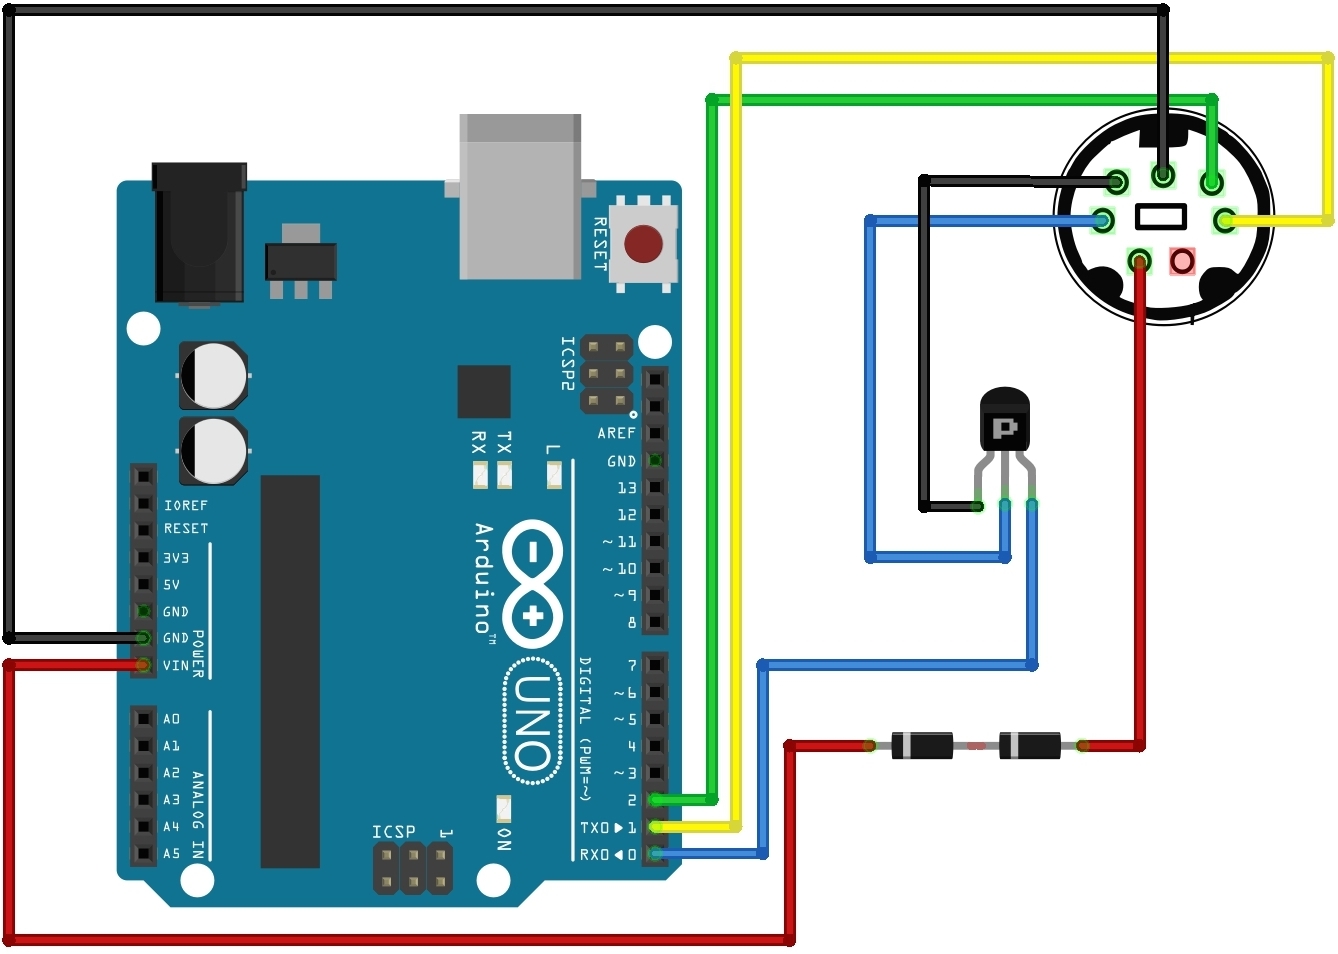 RESET
ICSP2
AREF
GND
13
12
~11
~10
~9
8
RX
TX
L
IOREF
RESET
3V3
5V
GND
GND
VIN
POWER
Arduino™
UNO
7
~6
~5
4
~3
2
TX0▶1
RX0◀0
DIGITAL (PWM=~)
A0
A1
A2
A3
A4
A5
ANALOG IN
ICSP
1
ON
P